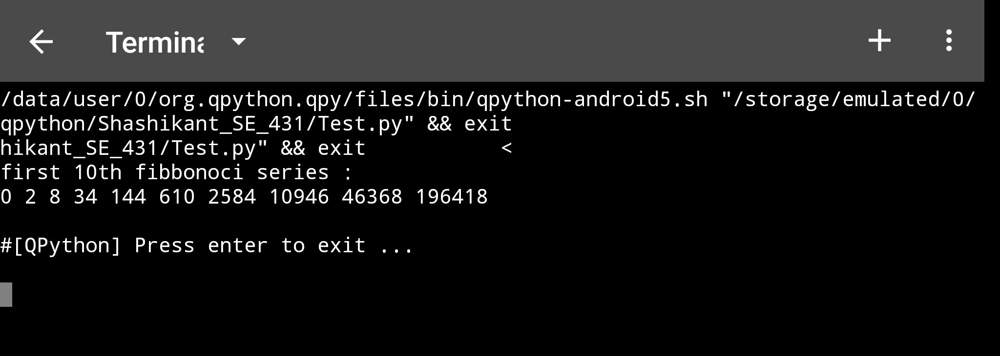 Termina
/data/user/0/org.qpython.qpy/files/bin/qpython-android5.sh "/storage/emulated/0/
qpython/Shashikant_SE_431/Test.py" && exit
hikant_SE_431/Test.py" && exit           <
first 10th fibbonoci series :
0 2 8 34 144 610 2584 10946 46368 196418
#[QPython] Press enter to exit ...